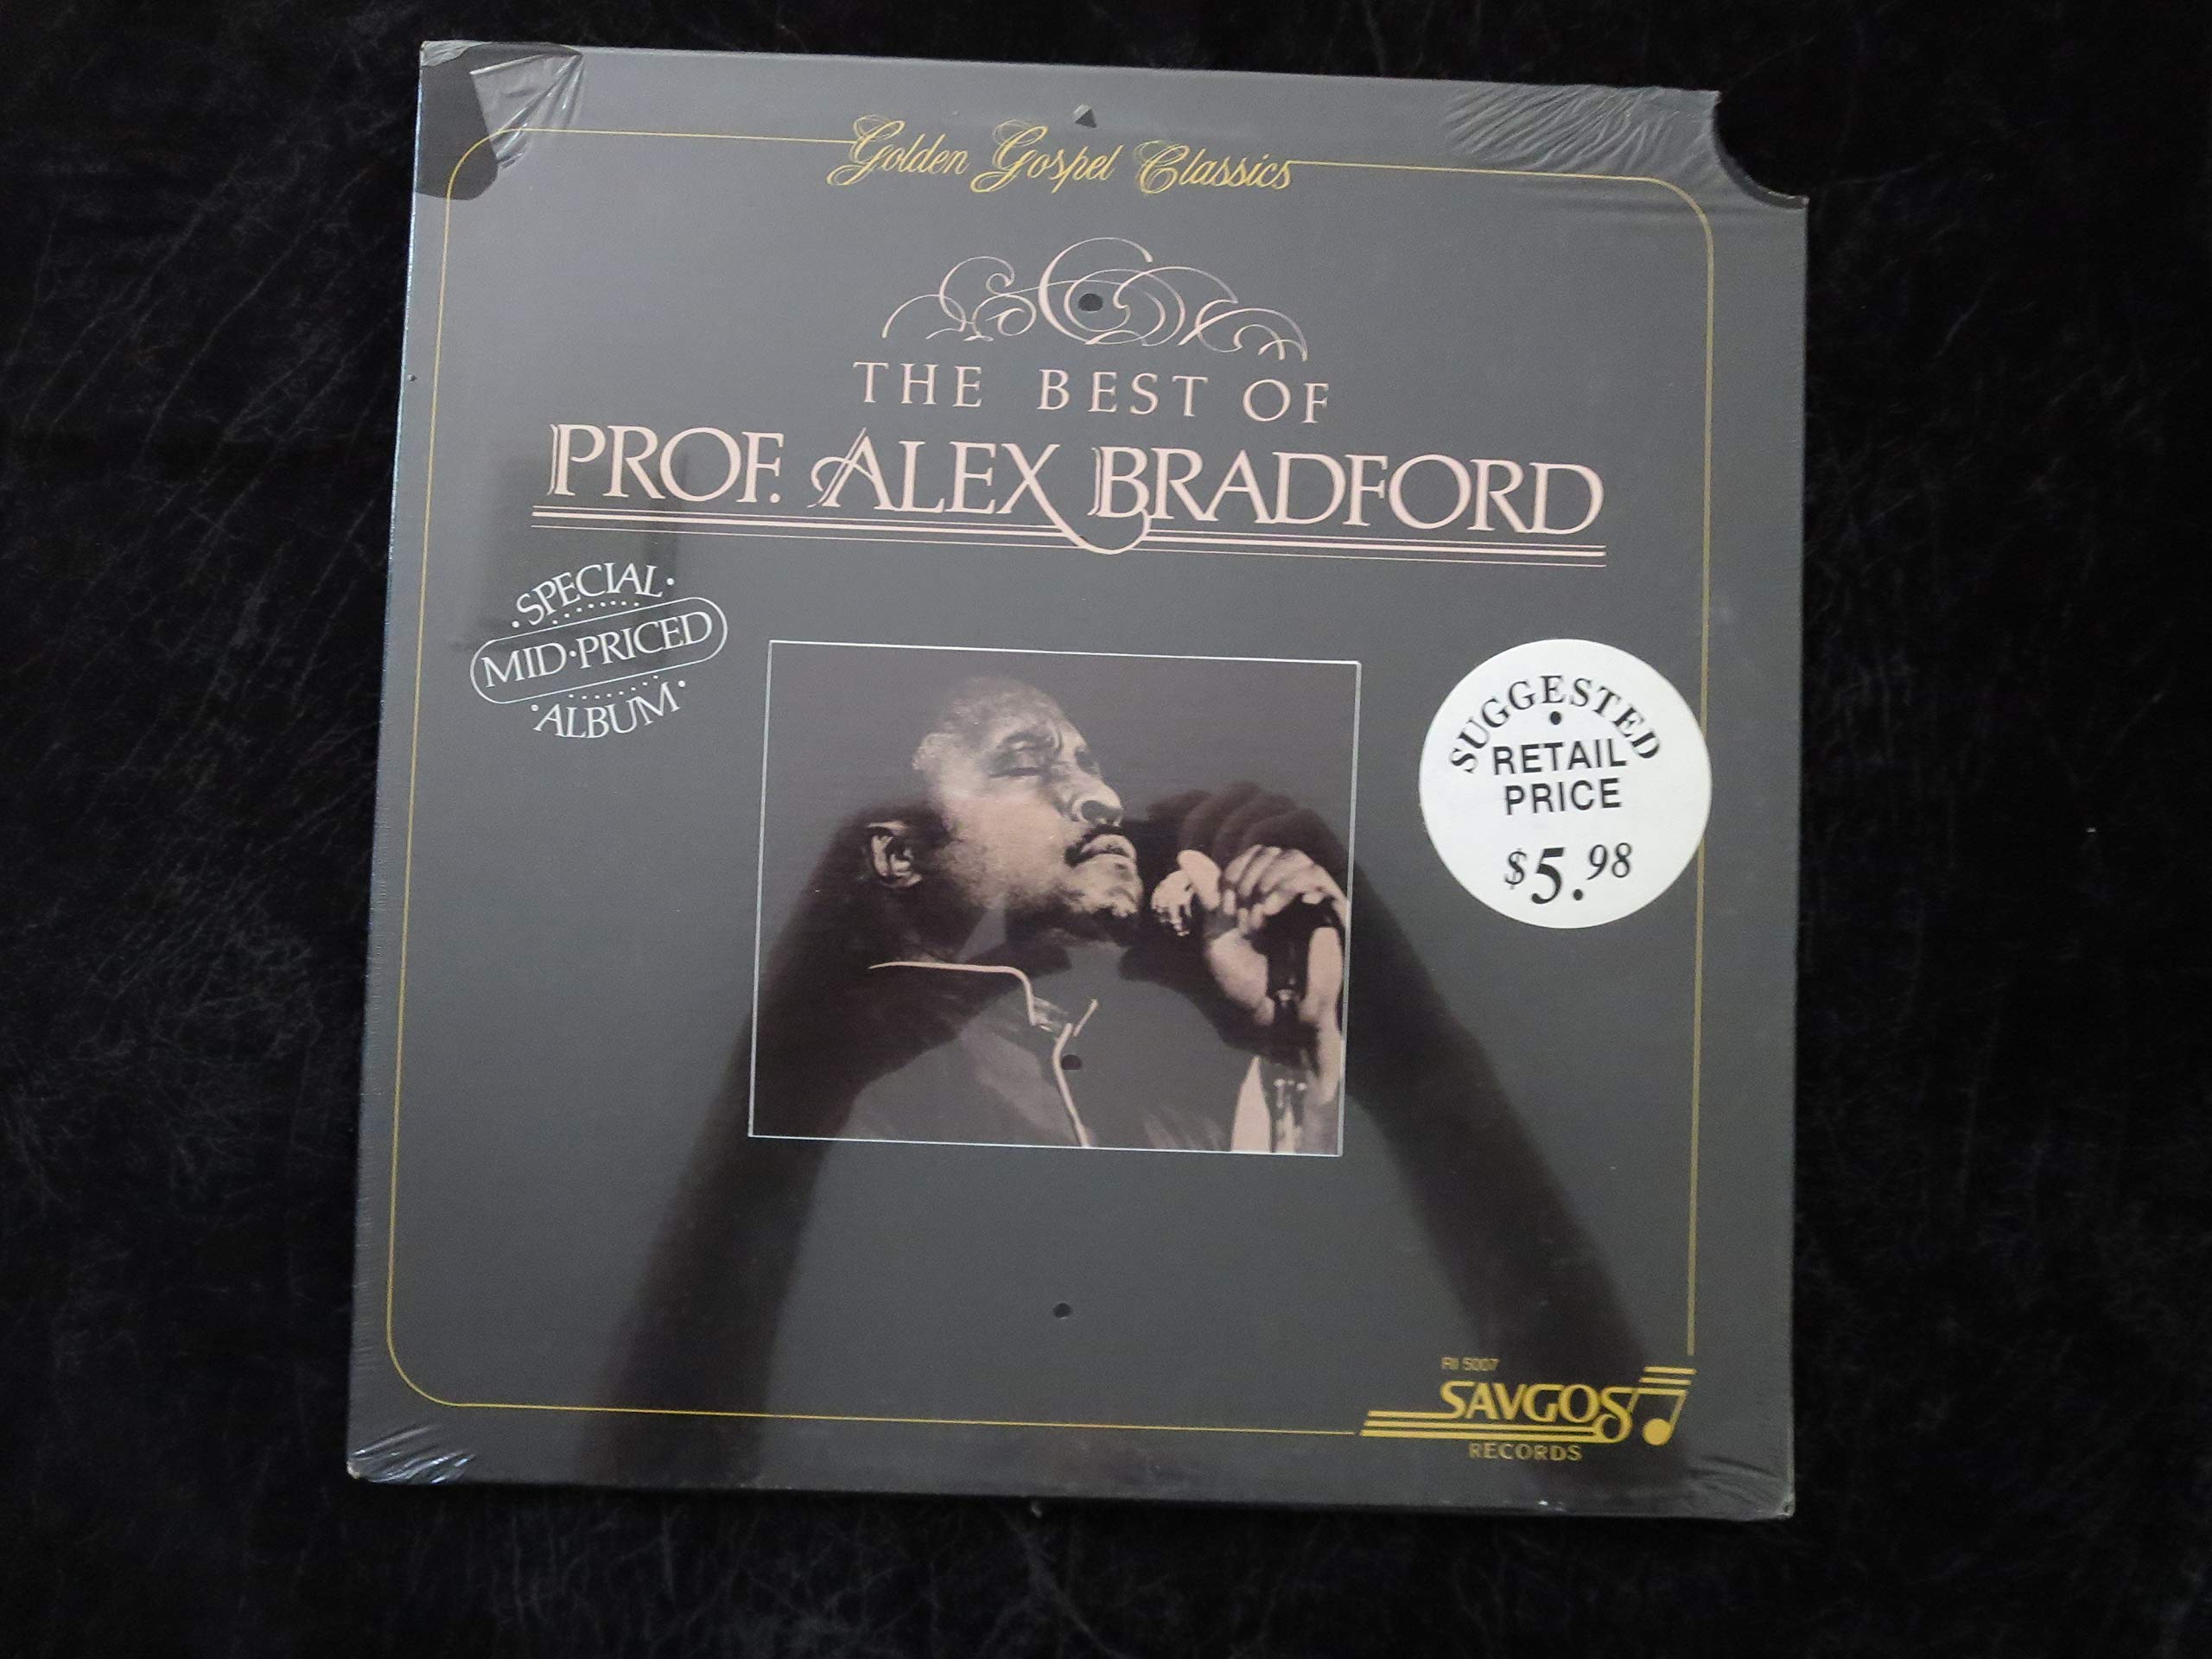 Golden Gospel Classics
THE BEST OF
PROF. ALEX BRADFORD
·SPECIAL·
MID·PRICED
·ALBUM·
SUGGESTED
RETAIL
PRICE
$5.98
5007
SAVGOS
RECORDS